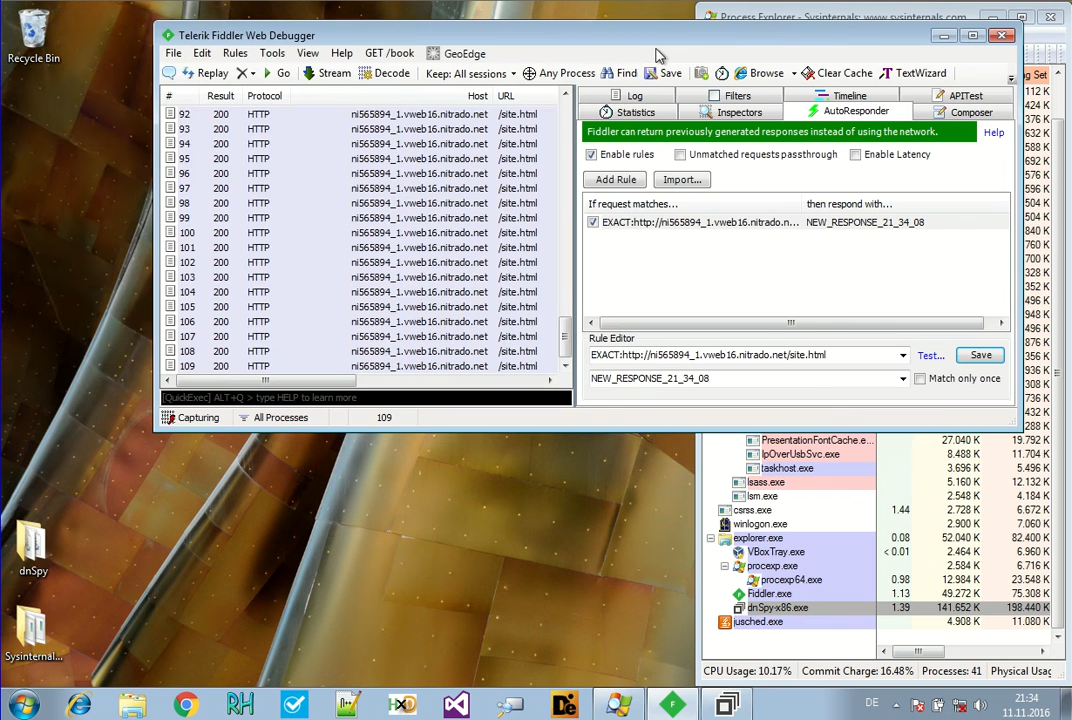 Recycle Bin
dnSpy
Sysinternal...
Process Explorer - Sysinternals: www.sysinternals.com
Telerik Fiddler Web Debugger
File Edit Rules Tools View Help GET /book GeoEdge
Replay Go Stream Decode Keep: All sessions Any Process Find Save Browse Clear Cache TextWizard
# Result Protocol Host URL
92 200 HTTP ni565894_1.vweb16.nitrado.net /site.html
93 200 HTTP ni565894_1.vweb16.nitrado.net /site.html
94 200 HTTP ni565894_1.vweb16.nitrado.net /site.html
95 200 HTTP ni565894_1.vweb16.nitrado.net /site.html
96 200 HTTP ni565894_1.vweb16.nitrado.net /site.html
97 200 HTTP ni565894_1.vweb16.nitrado.net /site.html
98 200 HTTP ni565894_1.vweb16.nitrado.net /site.html
99 200 HTTP ni565894_1.vweb16.nitrado.net /site.html
100 200 HTTP ni565894_1.vweb16.nitrado.net /site.html
101 200 HTTP ni565894_1.vweb16.nitrado.net /site.html
102 200 HTTP ni565894_1.vweb16.nitrado.net /site.html
103 200 HTTP ni565894_1.vweb16.nitrado.net /site.html
104 200 HTTP ni565894_1.vweb16.nitrado.net /site.html
105 200 HTTP ni565894_1.vweb16.nitrado.net /site.html
106 200 HTTP ni565894_1.vweb16.nitrado.net /site.html
107 200 HTTP ni565894_1.vweb16.nitrado.net /site.html
108 200 HTTP ni565894_1.vweb16.nitrado.net /site.html
109 200 HTTP ni565894_1.vweb16.nitrado.net /site.html
[QuickExec] ALT+Q > type HELP to learn more
Capturing All Processes 109
Log Filters Timeline APITest
Statistics Inspectors AutoResponder Composer
Fiddler can return previously generated responses instead of using the network. Help
Enable rules Unmatched requests passthrough Enable Latency
Add Rule Import...
If request matches... then respond with...
EXACT:http://ni565894_1.vweb16.nitrado.n... NEW_RESPONSE_21_34_08
Rule Editor
EXACT:http://ni565894_1.vweb16.nitrado.net/site.html Test... Save
NEW_RESPONSE_21_34_08 Match only once
ng Set
112 K
424 K
376 K
588 K
692 K
PresentationFontCache.e... 27.040 K 19.792 K
IpOverUsbSvc.exe 8.488 K 11.704 K
taskhost.exe 3.696 K 5.496 K
lsass.exe 5.160 K 12.132 K
lsm.exe 2.548 K 4.184 K
csrss.exe 1.44 2.728 K 6.672 K
winlogon.exe 2.900 K 7.060 K
explorer.exe 0.08 52.040 K 82.400 K
VBoxTray.exe < 0.01 2.464 K 6.960 K
procexp.exe 2.584 K 6.716 K
procexp64.exe 0.98 12.984 K 23.548 K
Fiddler.exe 1.13 49.272 K 75.308 K
dnSpy-x86.exe 1.39 141.652 K 198.440 K
jusched.exe 4.908 K 11.080 K
CPU Usage: 10.17% Commit Charge: 16.48% Processes: 41 Physical Usag
RH
HxD
De
DE
21:34
11.11.2016